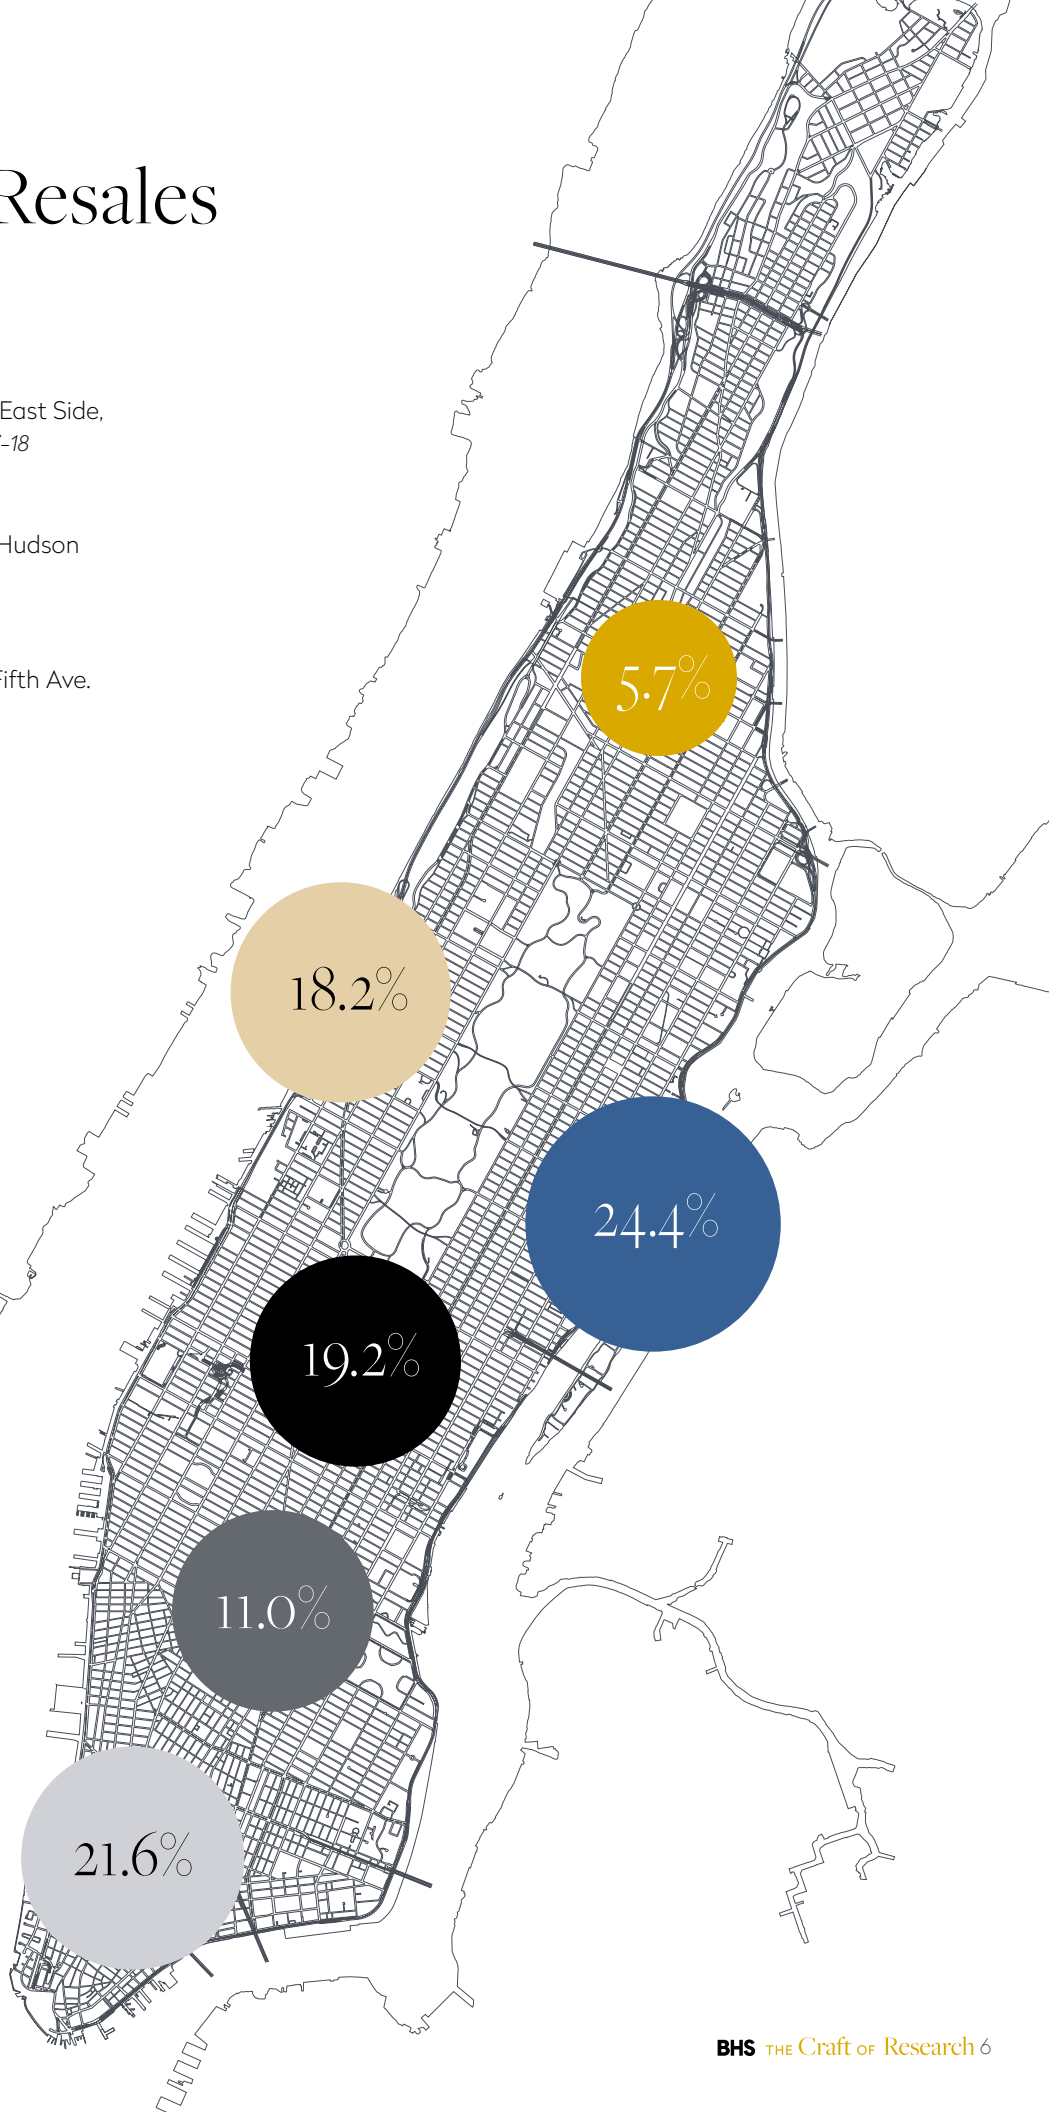 Resales
East Side,
-18
Hudson
Fifth Ave.
5.7%
18.2%
24.4%
19.2%
11.0%
21.6%
BHS THE Craft OF Research 6